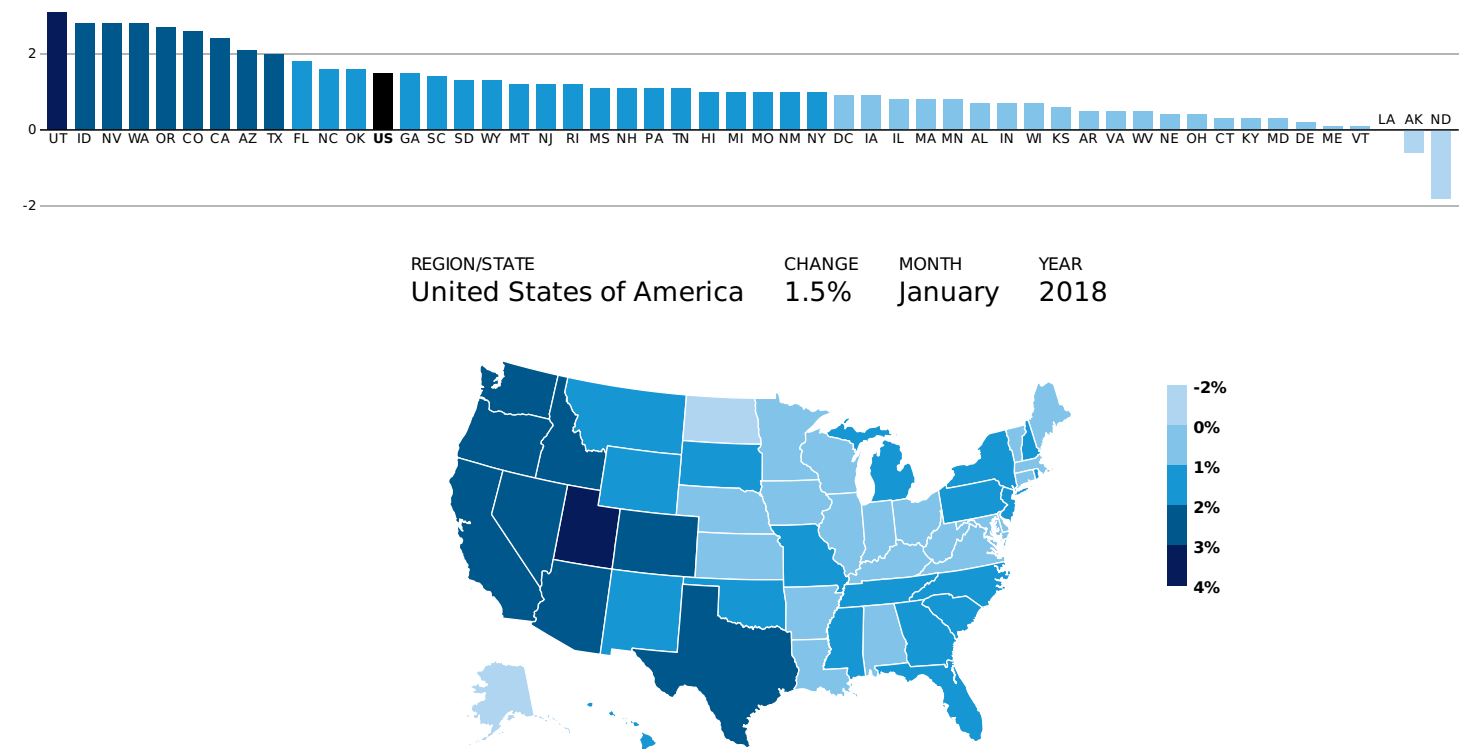 2
LA AK ND
0
UT ID NV WA OR CO CA AZ TX FL NC OK US GA SC SD WY MT NJ RI MS NH PA TN HI MI MO NM NY DC IA IL MA MN AL IN WI KS AR VA WV NE OH CT KY MD DE ME VT
-2
REGION/STATE CHANGE MONTH YEAR
United States of America 1.5% January 2018
-2%
0%
1%
2%
3%
4%